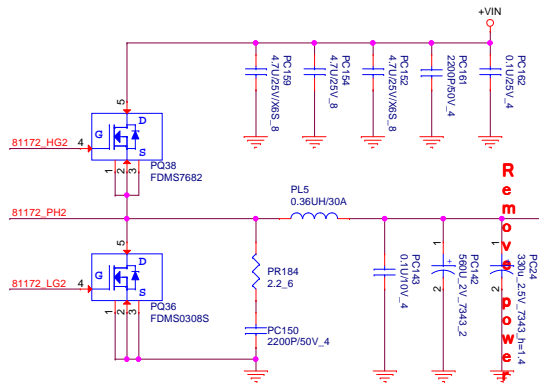 +VIN
PC159
4.7U/25V/X6S_8
PC154
4.7U/25V_8
PC152
4.7U/25V/X6S_8
PC161
2200P/50V_4
PC162
0.1U/25V_4
5
D
G
S
81172_HG2
4
1
2
3
PQ38
FDMS7682
81172_PH2
PL5
0.36UH/30A
5
D
G
S
81172_LG2
4
1
2
3
PQ36
FDMS0308S
PR184
2.2_6
PC150
2200P/50V_4
PC143
0.1U/10V_4
1
+
2
PC142
560U_2V_7343_2
1
2
PC24
330u_2.5V_7343_h=1.4
Remove power